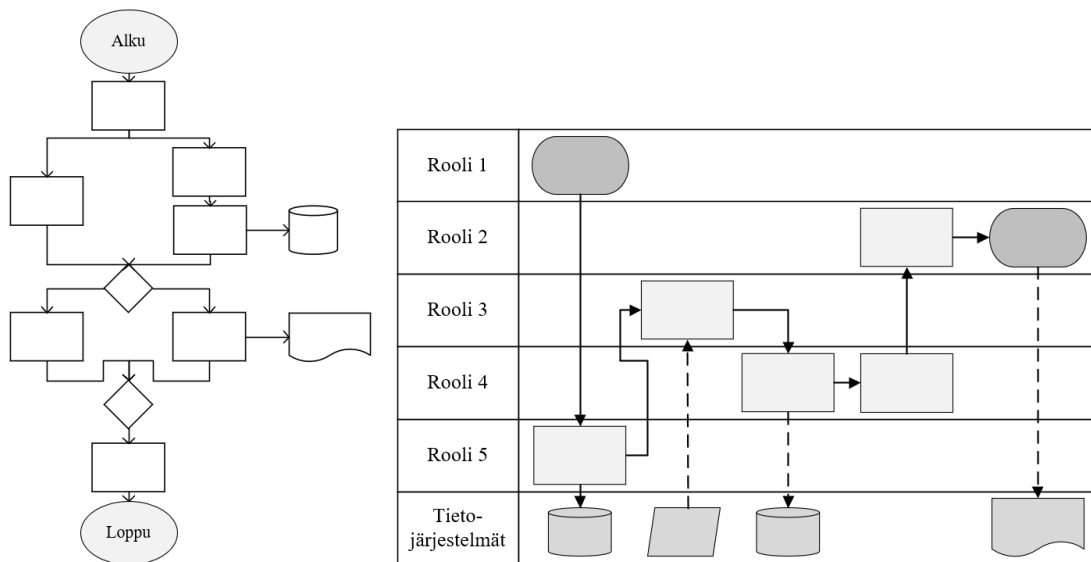 Alku
Loppu
Rooli 1
Rooli 2
Rooli 3
Rooli 4
Rooli 5
Tieto-
järjestelmät